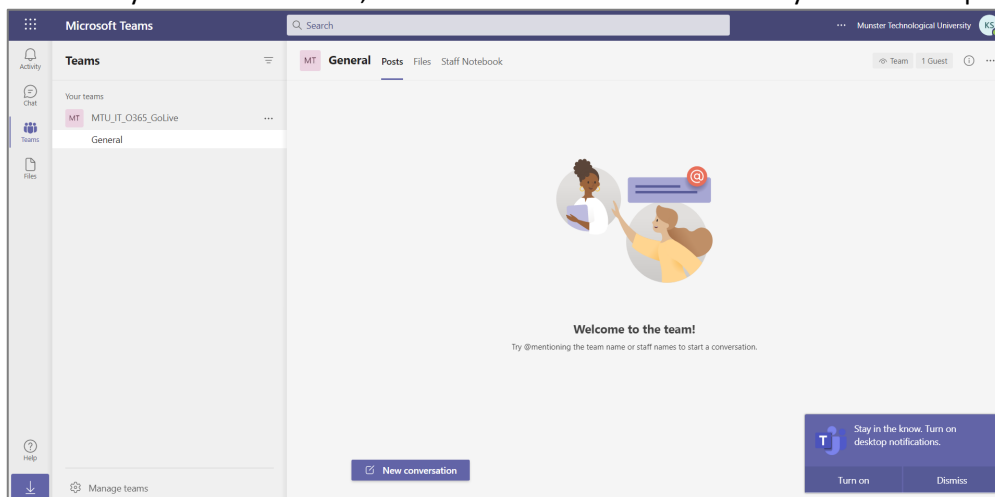 Microsoft Teams
Search
Munster Technological University
KS
Activity
Chat
Teams
Files
Help
Teams
Your teams
MT MTU_IT_O365_GoLive
General
Manage teams
MT General Posts Files Staff Notebook
Team 1 Guest
@
Welcome to the team!
Try @mentioning the team name or staff names to start a conversation.
New conversation
T
Stay in the know. Turn on
desktop notifications.
Turn on Dismiss